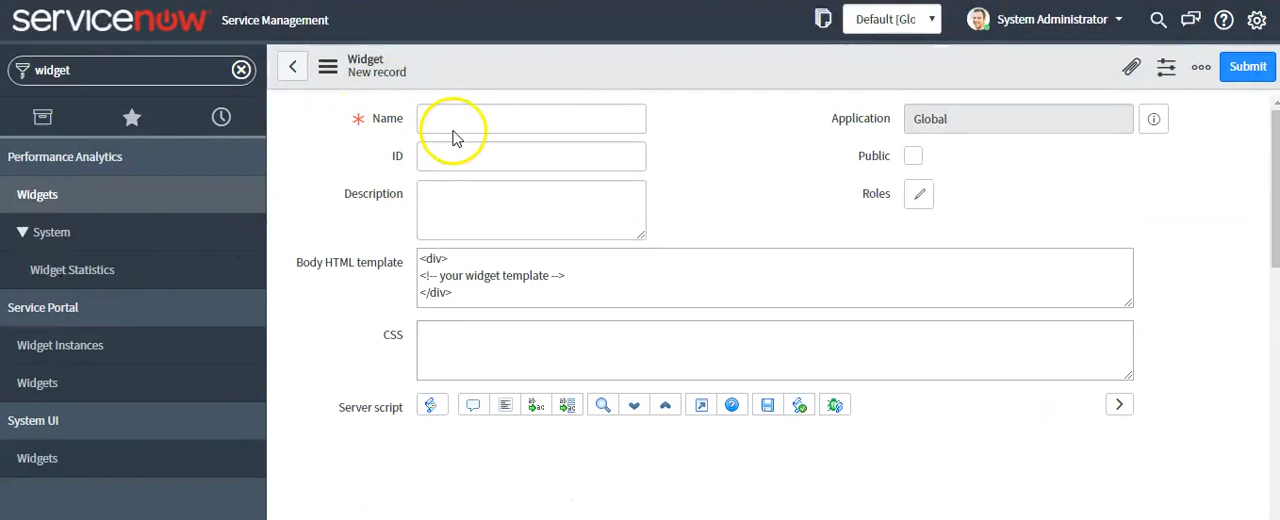 servicenow Service Management
Default [Glo
System Administrator
widget
Widget
New record
Submit
Performance Analytics
Widgets
System
Widget Statistics
Service Portal
Widget Instances
Widgets
System UI
Widgets
Name
Application
Global
ID
Public
Description
Roles
Body HTML template
<div>
<!-- your widget template -->
</div>
CSS
Server script